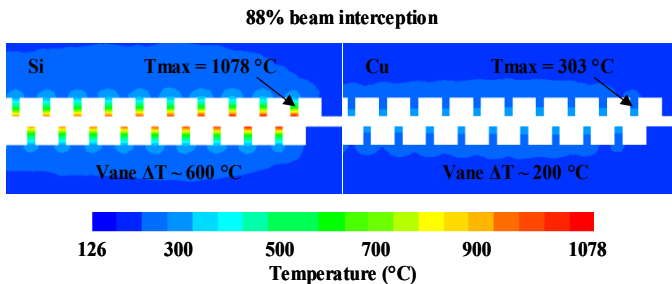 88% beam interception
Si
Tmax = 1078 °C
Cu
Tmax = 303 °C
Vane ΔT ~ 600 °C
Vane ΔT ~ 200 °C
126 300 500 700 900 1078
Temperature (°C)